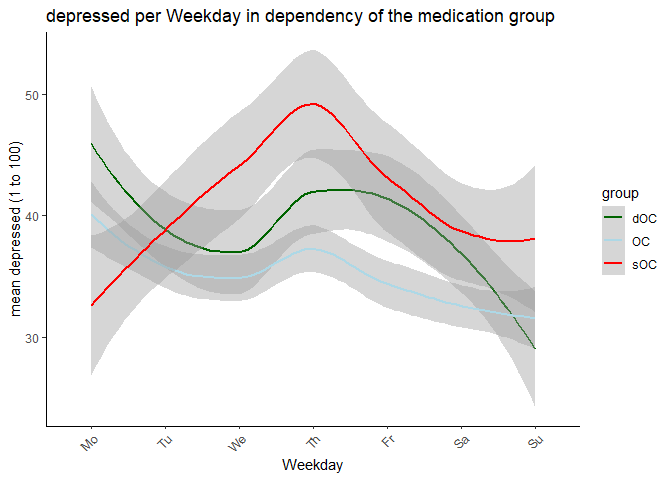 depressed per Weekday in dependency of the medication group
mean depressed (1 to 100)
50
40
30
Mo
Tu
We
Th
Fr
Sa
Su
Weekday
group
dOC
OC
sOC